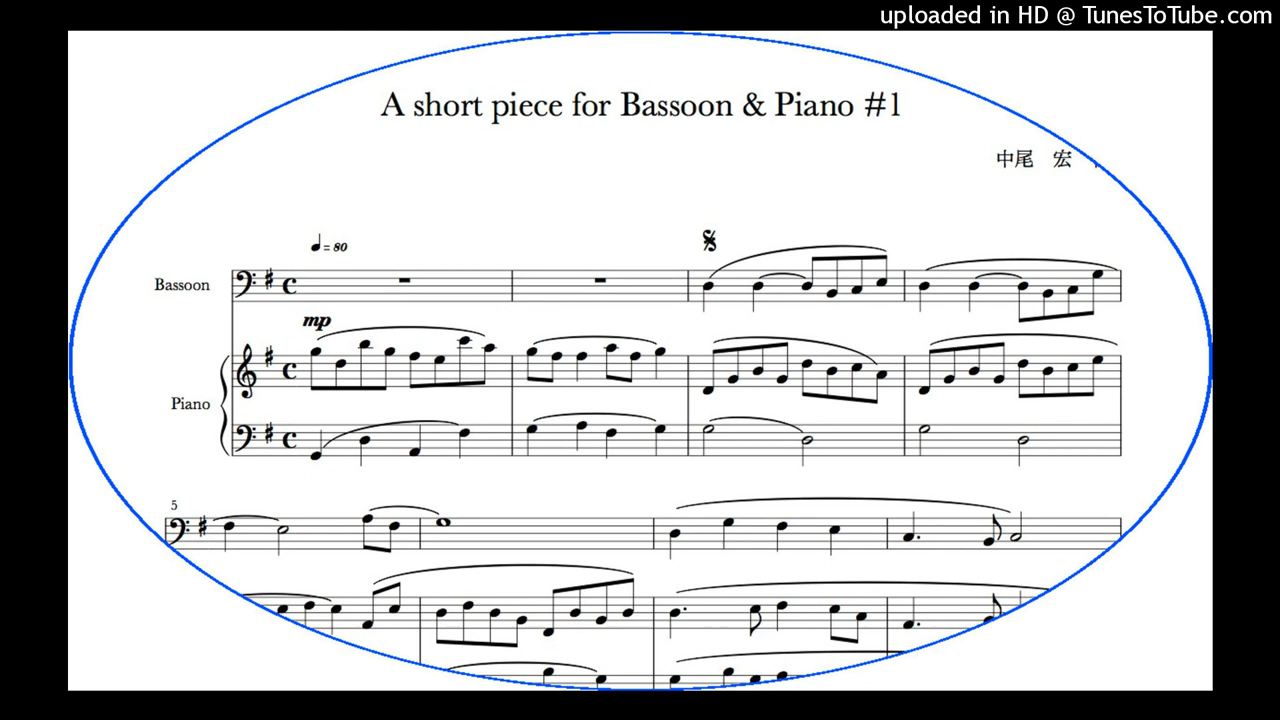 uploaded in HD @ TunesToTube.com
A short piece for Bassoon & Piano #1
中尾　宏
= 80
Bassoon
mp
Piano
5